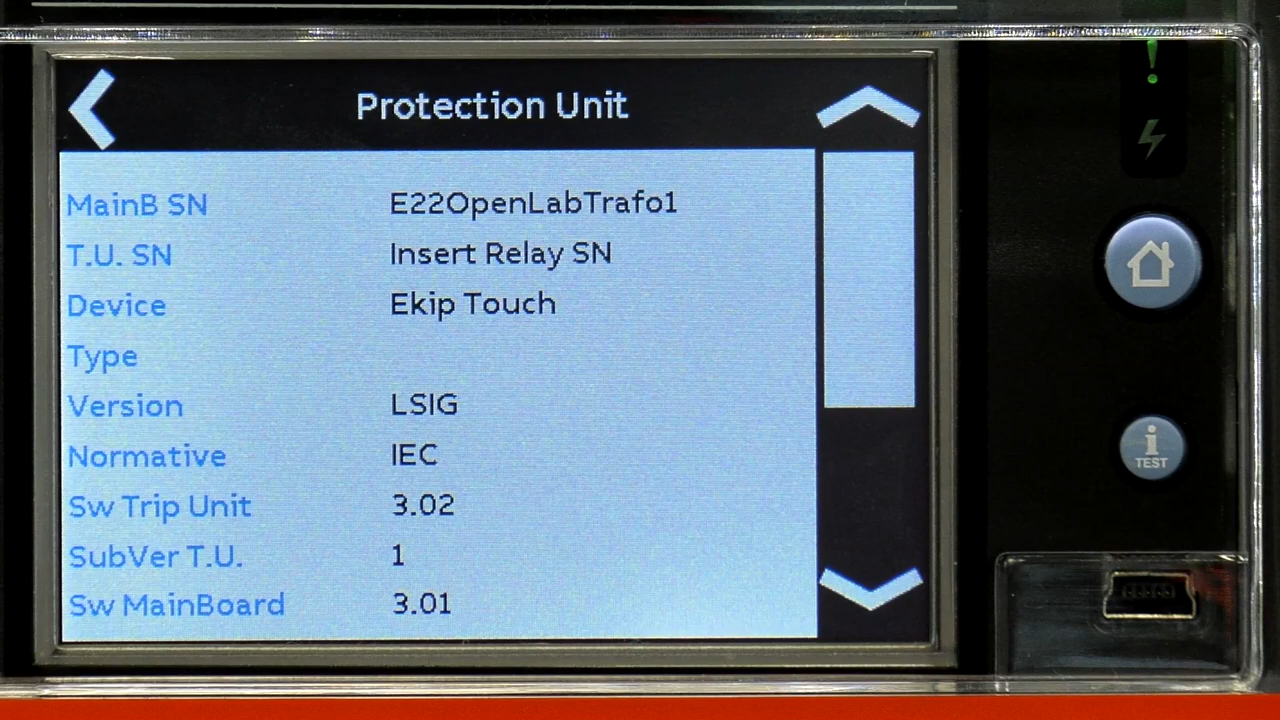 Protection Unit
MainB SN E22OpenLabTrafo1
T.U. SN Insert Relay SN
Device Ekip Touch
Type
Version LSIG
Normative IEC
Sw Trip Unit 3.02
SubVer T.U. 1
Sw MainBoard 3.01
i
TEST